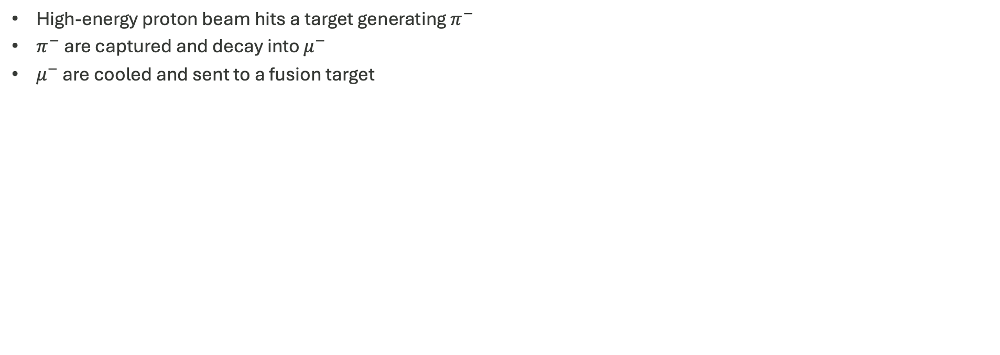 • High-energy proton beam hits a target generating π⁻
• π⁻ are captured and decay into μ⁻
• μ⁻ are cooled and sent to a fusion target